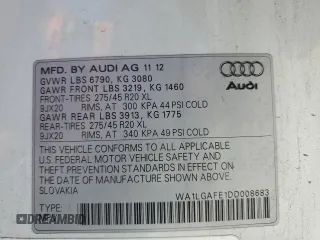 MFD. BY AUDI AG 11 12
GVWR LBS 6790, KG 3080
GAWR FRONT LBS 3219, KG 1460
FRONT-TIRES 275/45 R20 XL
9JX20 RIMS, AT 300 KPA 44 PSI COLD
GAWR REAR LBS 3913, KG 1775
REAR-TIRES 275/45 R20 XL
9JX20 RIMS, AT 340 KPA 49 PSI COLD
Audi
THIS VEHICLE CONFORMS TO ALL APPLICABLE
U.S. FEDERAL MOTOR VEHICLE SAFETY
AND THEFT PREVENTION STANDARDS IN EFFECT ON THE
DATE OF MANUFACTURE SHOWN ABOVE.
SLOVAKIA WA1LGAFE1DD008683
TYPE: